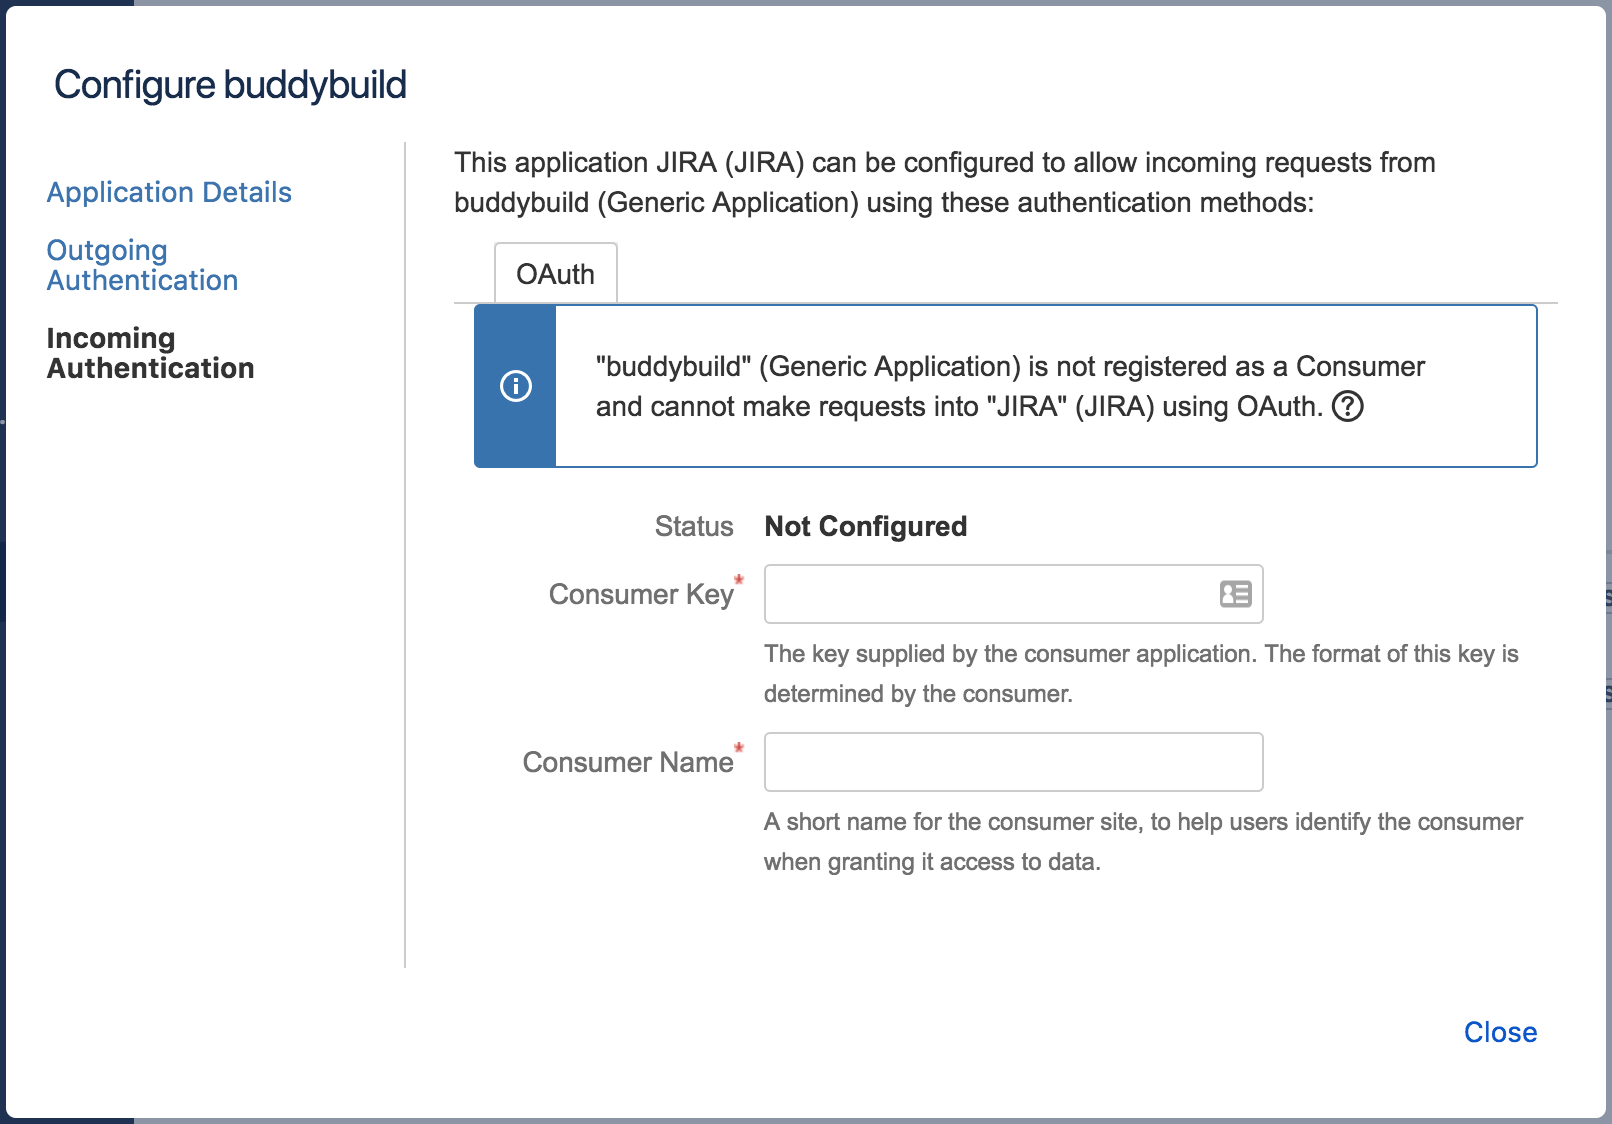 Configure buddybuild
Application Details
Outgoing
Authentication
Incoming
Authentication
This application JIRA (JIRA) can be configured to allow incoming requests from
buddybuild (Generic Application) using these authentication methods:
OAuth
"buddybuild" (Generic Application) is not registered as a Consumer
and cannot make requests into "JIRA" (JIRA) using OAuth.
Status Not Configured
Consumer Key*
The key supplied by the consumer application. The format of this key is
determined by the consumer.
Consumer Name*
A short name for the consumer site, to help users identify the consumer
when granting it access to data.
Close